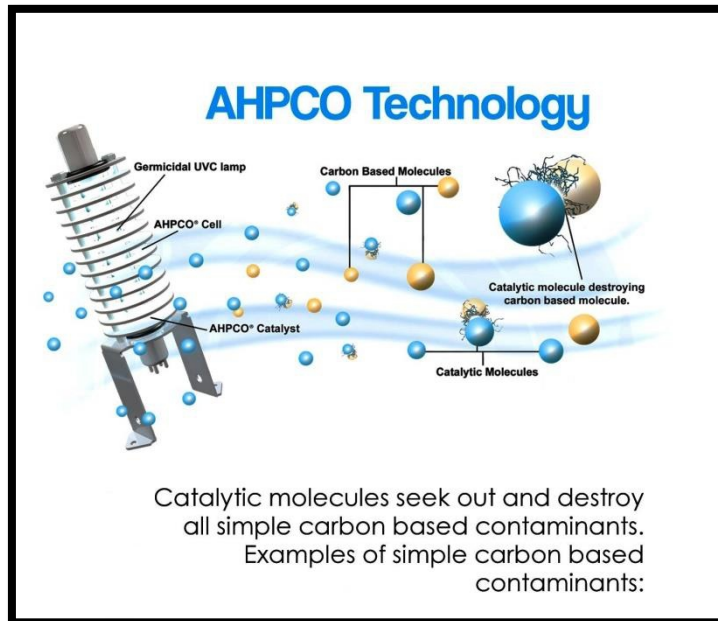 AHPCO Technology
Germicidal UVC lamp
Carbon Based Molecules
AHPCO® Cell
Catalytic molecule destroying
carbon based molecule.
AHPCO® Catalyst
Catalytic Molecules
Catalytic molecules seek out and destroy
all simple carbon based contaminants.
Examples of simple carbon based
contaminants: